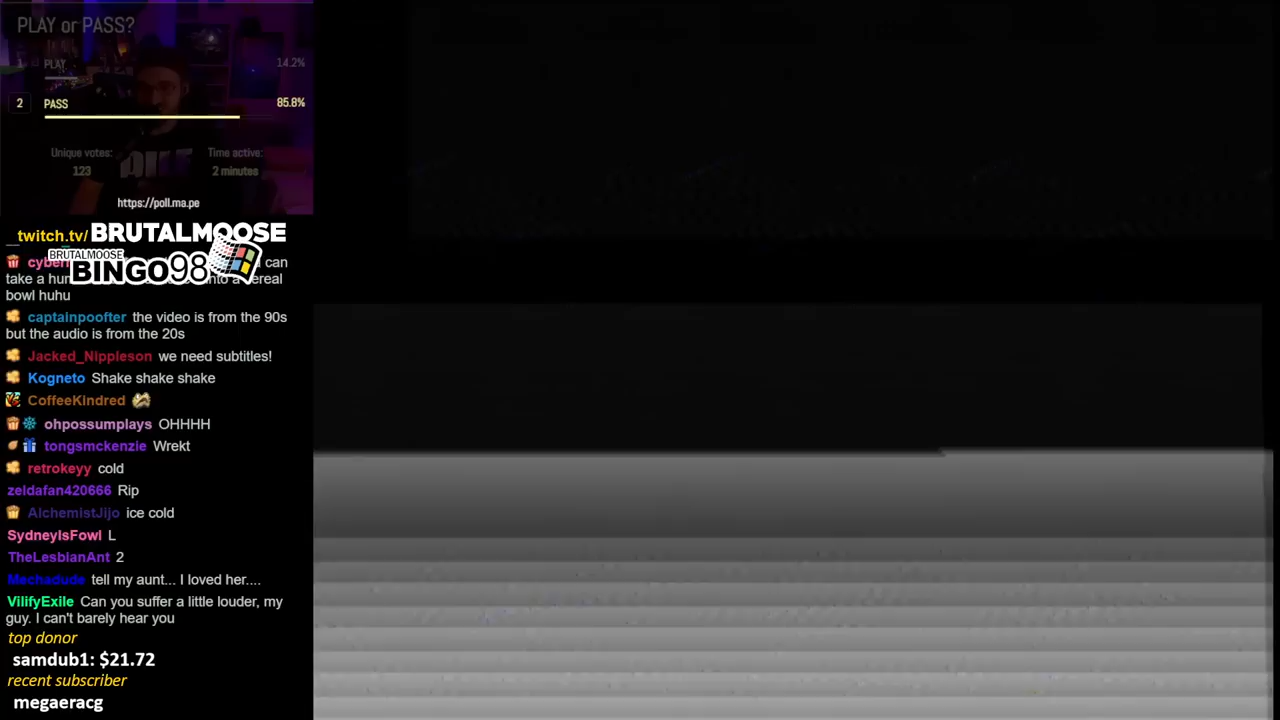 PLAY or PASS?
1 PLAY 14.2%
2 PASS 85.8%
Unique votes: Time active:
123 2 minutes
https://poll.ma.pe
twitch.tv/BRUTALMOOSE
BRUTALMOOSE
BINGO98
can
take a
bowl huhu
captainpoofter the video is from the 90s
but the audio is from the 20s
Jacked_Nippleson we need subtitles!
Kogneto Shake shake shake
CoffeeKIndred
ohpossumplays OHHHH
tongsmckenzie Wrekt
retrokeyy cold
zeldafan420666 Rip
AlchemistJijo ice cold
SydneyIsFowl L
TheLesbianAnt 2
Mechadude tell my aunt... I loved her....
VilifyExile Can you suffer a little louder, my
guy. I can't barely hear you
top donor
samdub1: $21.72
recent subscriber
megaeracg